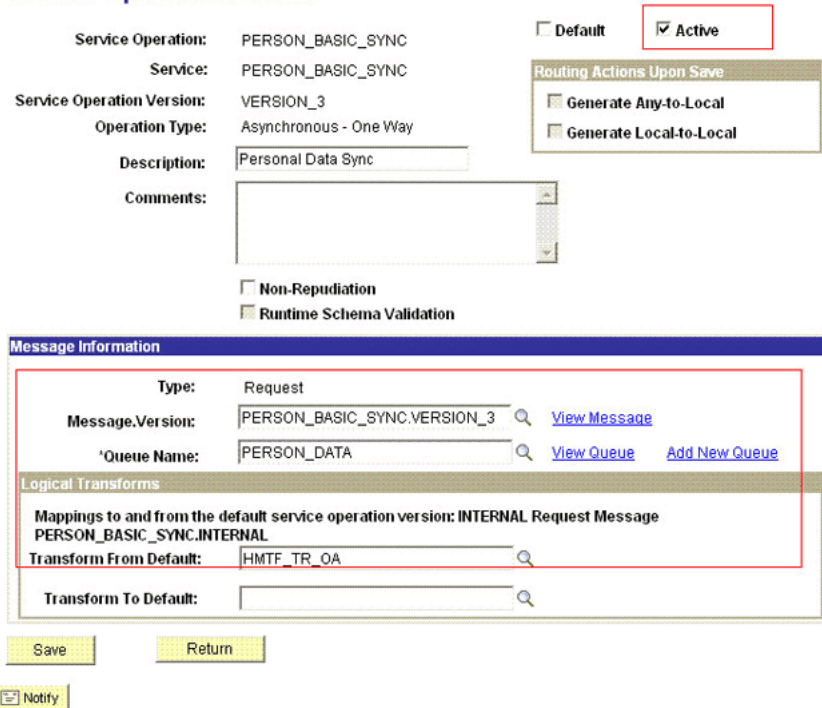 Default
Active
Service Operation: PERSON_BASIC_SYNC
Service: PERSON_BASIC_SYNC
Routing Actions Upon Save
Service Operation Version: VERSION_3
Generate Any-to-Local
Operation Type: Asynchronous - One Way
Generate Local-to-Local
Description: Personal Data Sync
Comments:
Non-Repudiation
Runtime Schema Validation
Message Information
Type: Request
Message.Version: PERSON_BASIC_SYNC.VERSION_3 View Message
*Queue Name: PERSON_DATA View Queue Add New Queue
Logical Transforms
Mappings to and from the default service operation version: INTERNAL Request Message
PERSON_BASIC_SYNC.INTERNAL
Transform From Default: HMTF_TR_OA
Transform To Default:
Save Return
Notify